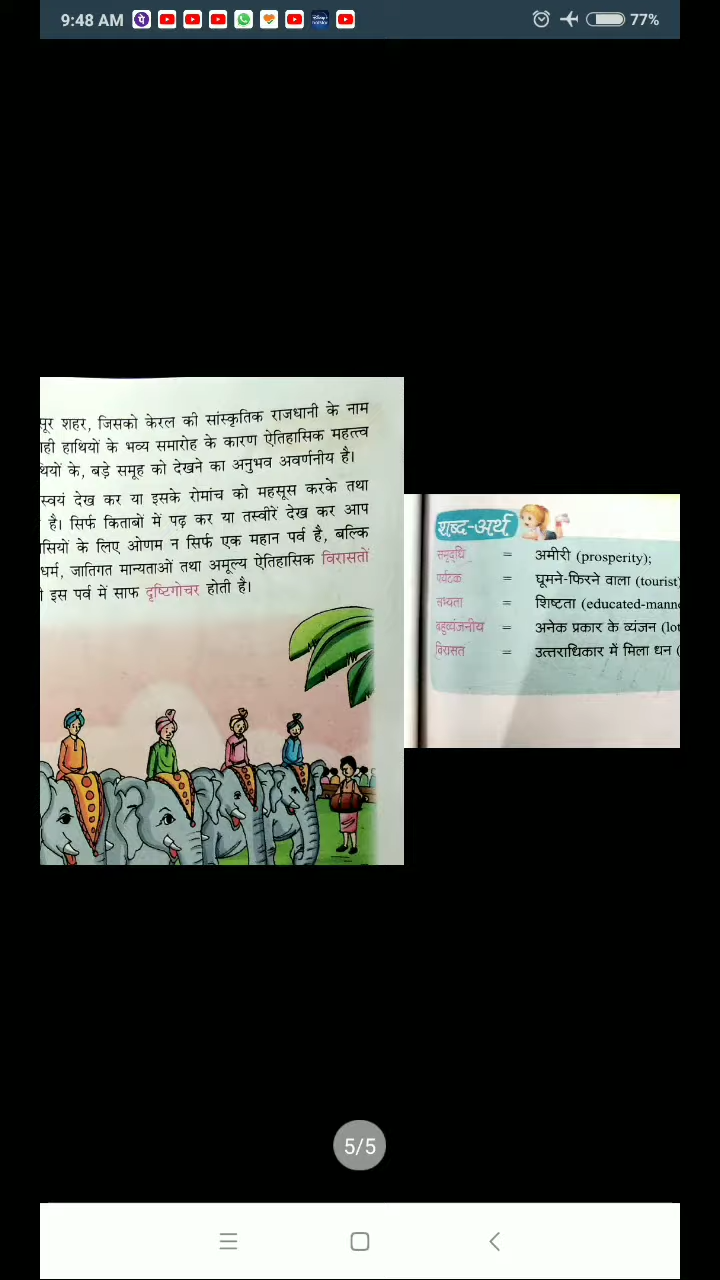 9:48 AM
77%
शहर, जिसको केरल की सांस्कृतिक राजधानी के नाम
हाथियों के भव्य समारोह के कारण ऐतिहासिक महत्त्व
के, बड़े समूह को देखने का अनुभव अवर्णनीय है।
स्वयं देख कर या इसके रोमांच को महसूस करके तथा
है। सिर्फ किताबों में पढ़ कर या तस्वीरें देख कर आप
के लिए ओणम न सिर्फ एक महान पर्व है, बल्कि
धर्म, जातिगत मान्यताओं तथा अमूल्य ऐतिहासिक विरासतों
इस पर्व में साफ दृष्टिगोचर होती है।
शब्द-अर्थ
समृद्धि = अमीरी (prosperity);
पर्यटक = घूमने-फिरने वाला (tourist)
सभ्यता = शिष्टता (educated-mann
बहुव्यंजनीय = अनेक प्रकार के व्यंजन (lot
विरासत = उत्तराधिकार में मिला धन (
5/5